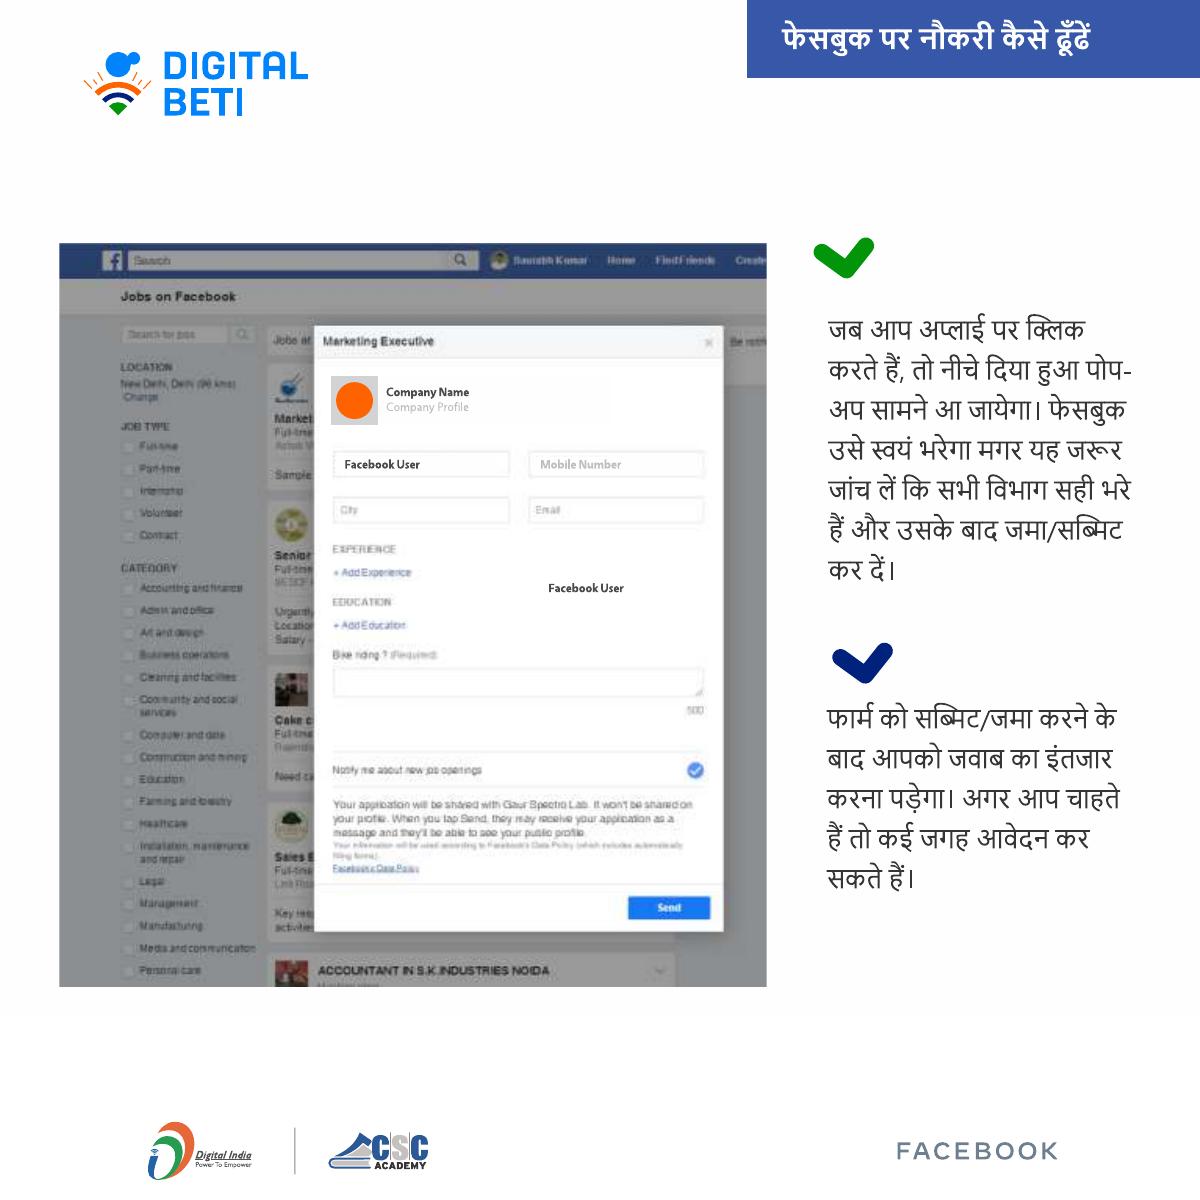 फेसबुक पर नौकरी कैसे ढूँढें
DIGITAL
BETI
Search
Saurabh Kumar
Home
Find Friends
Create
Jobs on Facebook
Search for jobs
LOCATION
New Delhi, Delhi (96 kms)
Change
JOB TYPE
Full-time
Part-time
Internship
Volunteer
Contract
CATEGORY
Accounting and finance
Admin and office
Art and design
Business operations
Cleaning and facilities
Community and social
services
Computer and data
Construction and mining
Education
Farming and forestry
Healthcare
Installation, maintenance
and repair
Legal
Management
Manufacturing
Media and communication
Personal care
Jobs at
Market
Full-time
Sample
Senior
Full-time
Urgently
Location
Salary -
Cake c
Full-time
Need ca
Sales E
Full-time
Link Roa
Key resp
activities
ACCOUNTANT IN S.K.INDUSTRIES NOIDA
Marketing Executive
Company Name
Company Profile
Facebook User
Mobile Number
City
Email
EXPERIENCE
+ Add Experience
Facebook User
EDUCATION
+ Add Education
Bike riding ? (Required)
500
Notify me about new job openings
Your application will be shared with Gaur Spectro Lab. It won't be shared on
your profile. When you tap Send, they may receive your application as a
message and they'll be able to see your public profile.
Your information will be used according to Facebook's Data Policy (which includes automatically
filling forms).
Facebook's Data Policy
Send
जब आप अप्लाई पर क्लिक
करते हैं, तो नीचे दिया हुआ पोप-
अप सामने आ जायेगा। फेसबुक
उसे स्वयं भरेगा मगर यह जरूर
जांच लें कि सभी विभाग सही भरे
हैं और उसके बाद जमा/सब्मिट
कर दें।
फार्म को सब्मिट/जमा करने के
बाद आपको जवाब का इंतजार
करना पड़ेगा। अगर आप चाहते
हैं तो कई जगह आवेदन कर
सकते हैं।
Digital India
Power To Empower
CSC
ACADEMY
FACEBOOK